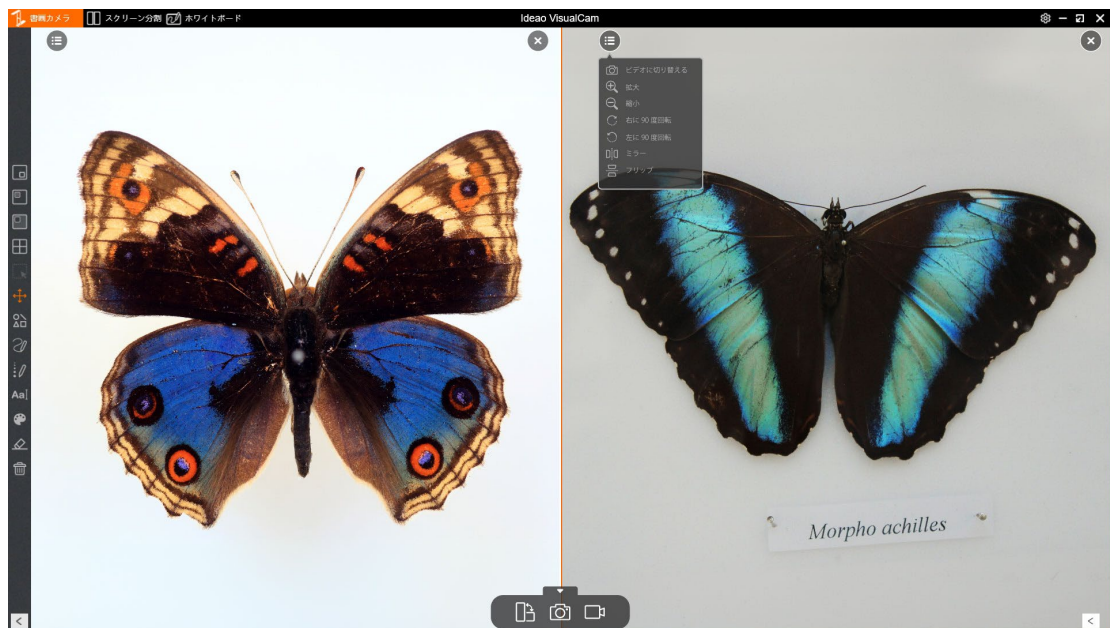 書画カメラ
スクリーン分割
ホワイトボード
Ideao VisualCam
ビデオに切り替える
拡大
縮小
右に 90 度回転
左に 90 度回転
ミラー
フリップ
Aa
Morpho achilles